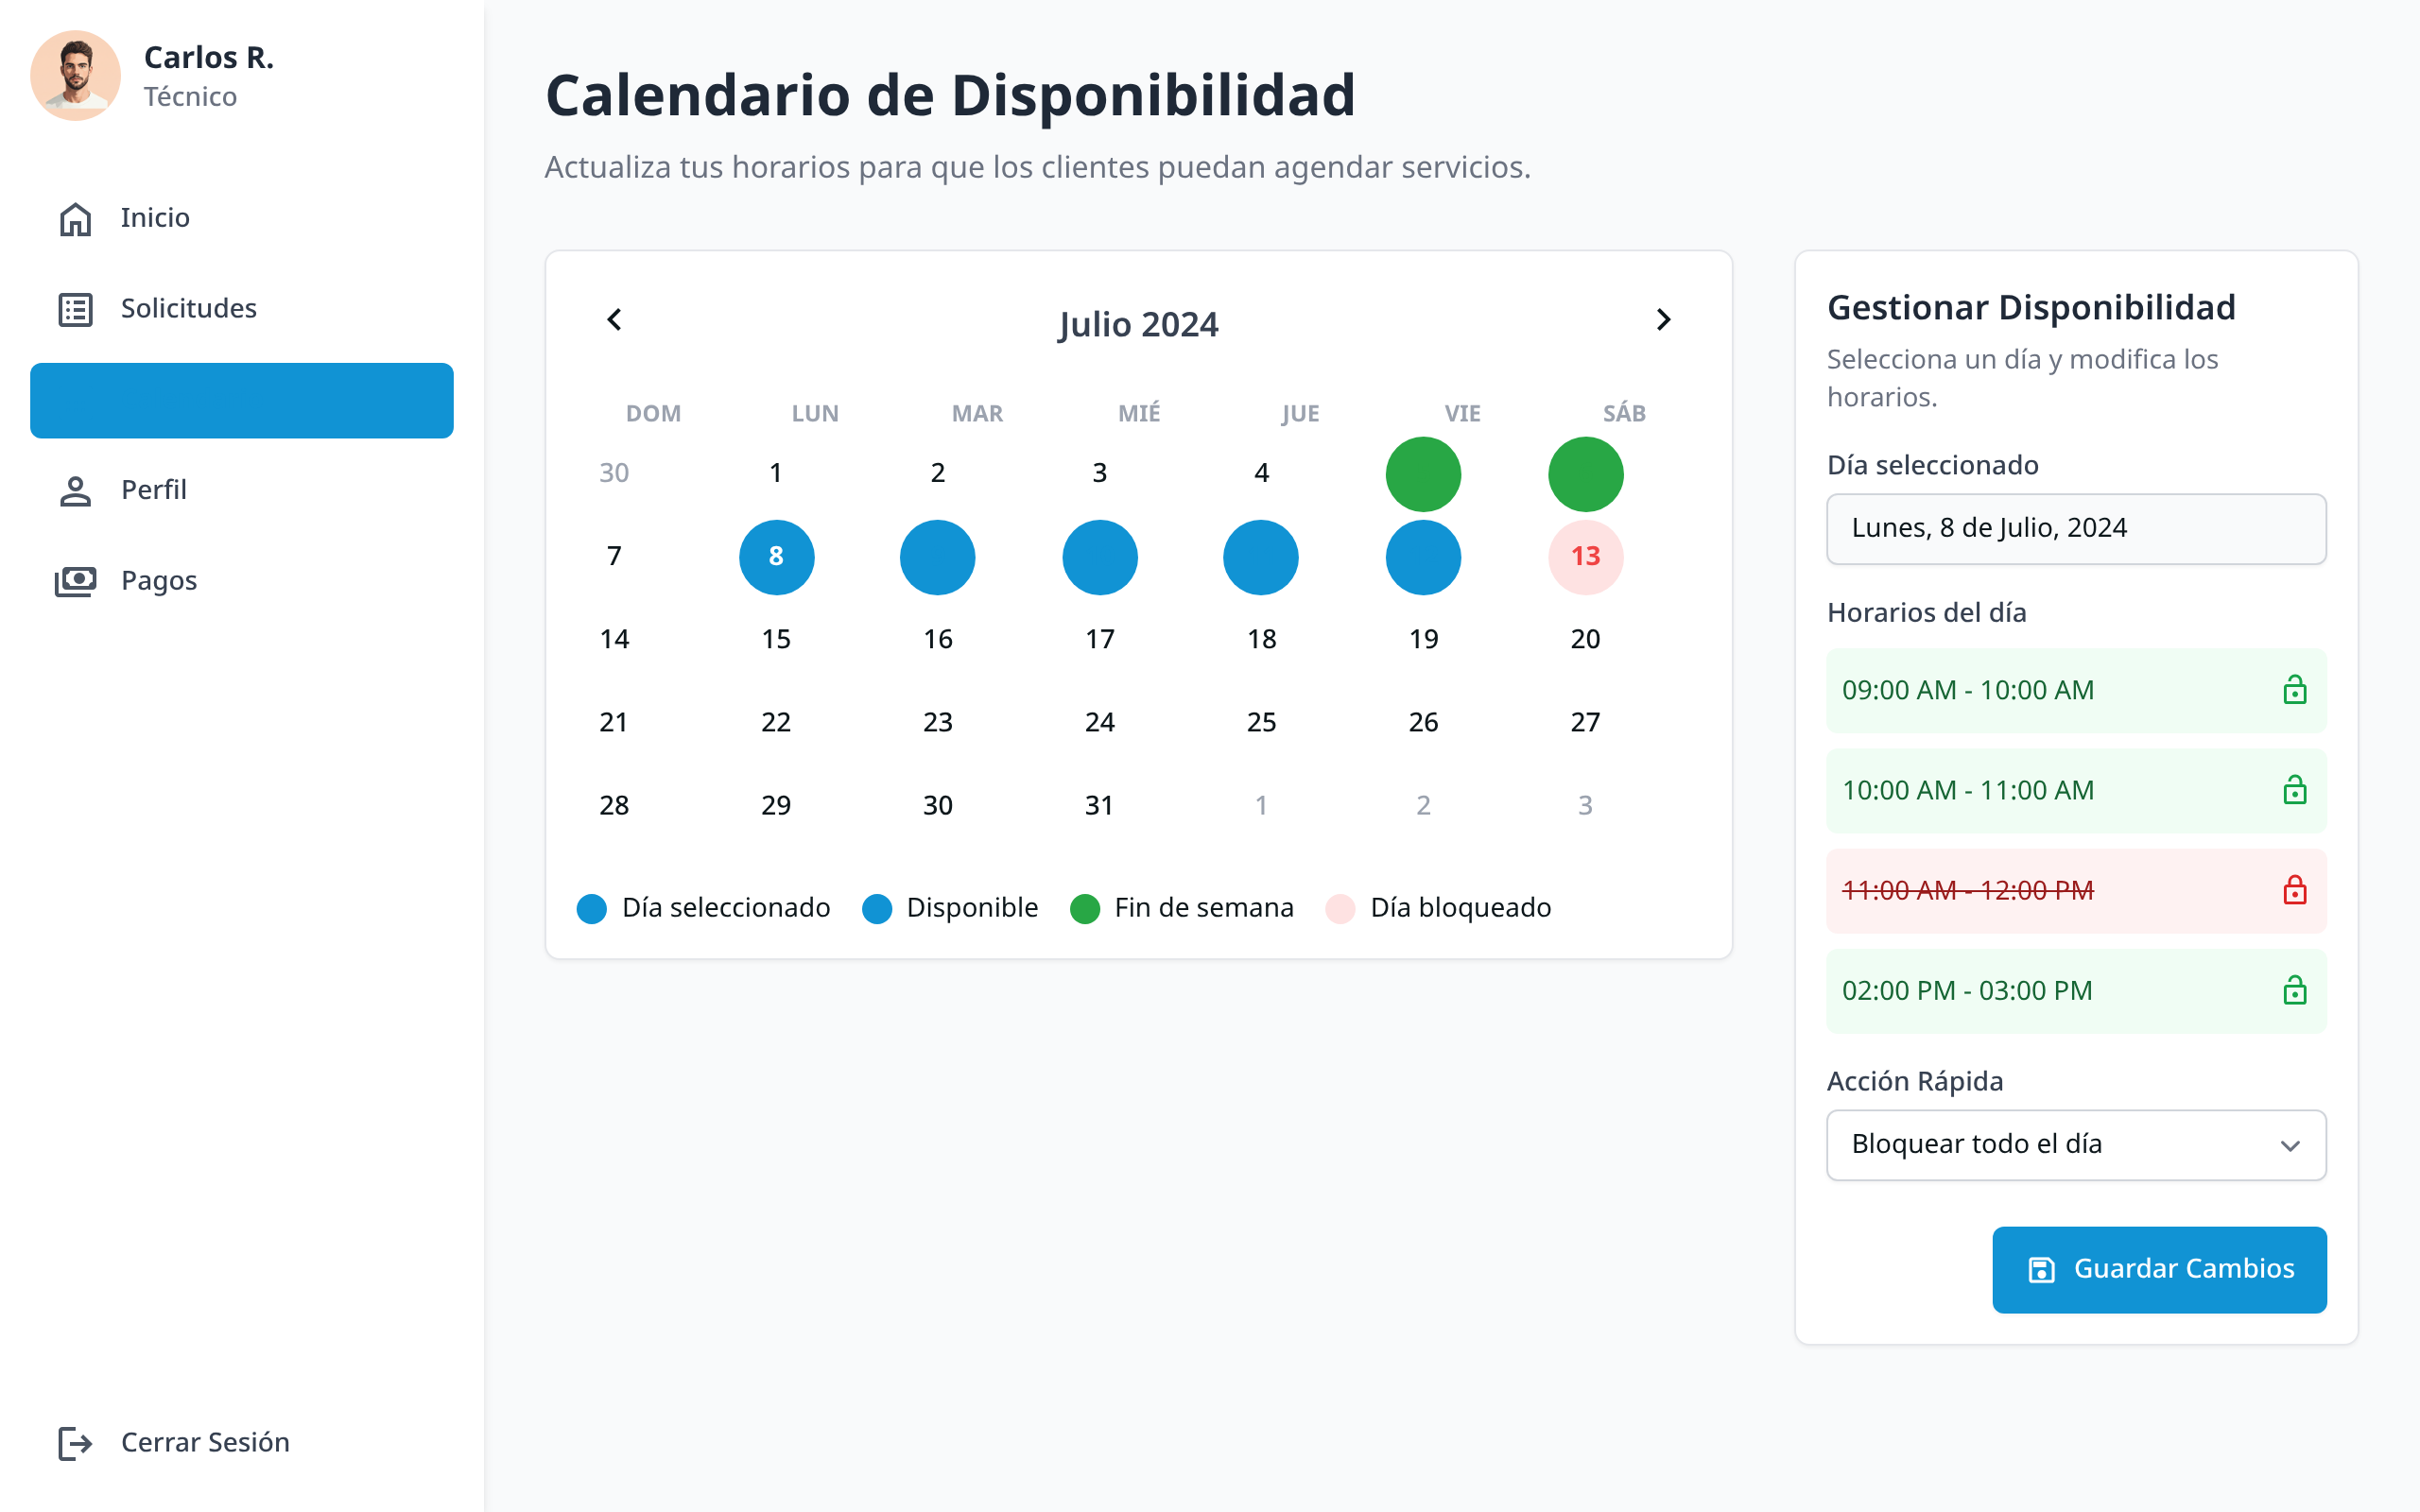 Carlos R.
Técnico
Inicio
Solicitudes
Perfil
Pagos
Cerrar Sesión
Calendario de Disponibilidad
Actualiza tus horarios para que los clientes puedan agendar servicios.
Julio 2024
DOM LUN MAR MIÉ JUE VIE SÁB
30 1 2 3 4
7 8 13
14 15 16 17 18 19 20
21 22 23 24 25 26 27
28 29 30 31 1 2 3
Día seleccionado Disponible Fin de semana Día bloqueado
Gestionar Disponibilidad
Selecciona un día y modifica los
horarios.
Día seleccionado
Lunes, 8 de Julio, 2024
Horarios del día
09:00 AM - 10:00 AM
10:00 AM - 11:00 AM
11:00 AM - 12:00 PM
02:00 PM - 03:00 PM
Acción Rápida
Bloquear todo el día
Guardar Cambios